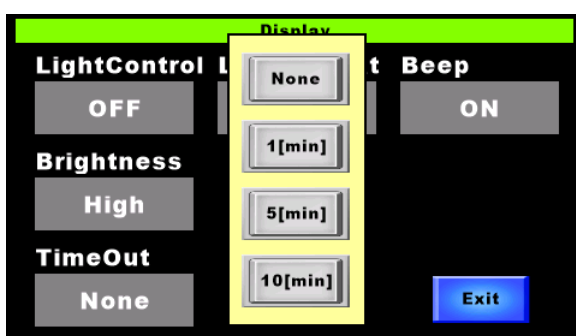 Display
LightControl
Beep
OFF
ON
Brightness
High
TimeOut
None
None
1[min]
5[min]
10[min]
Exit